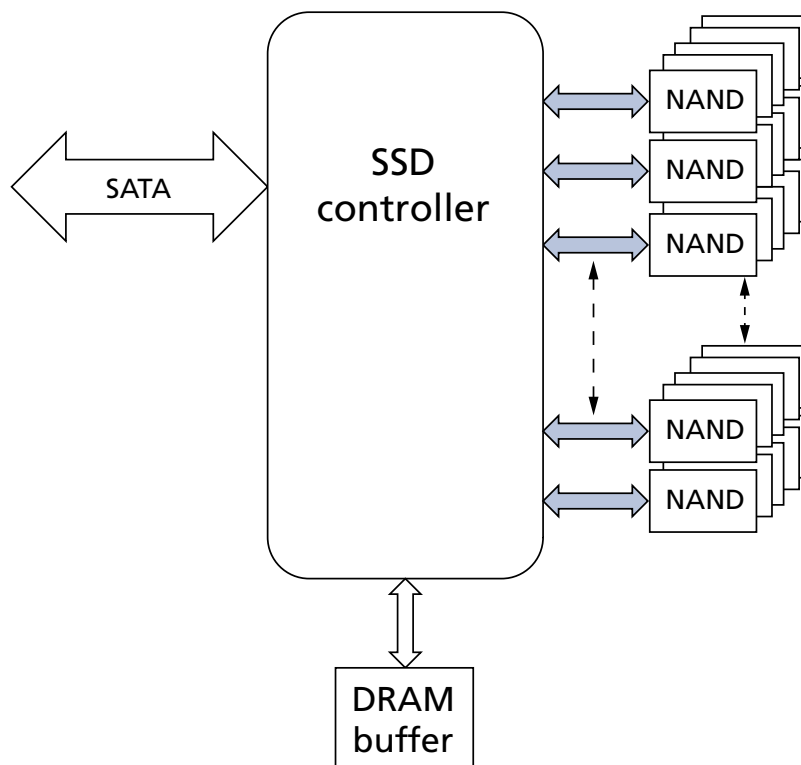 NAND
SSD
controller
NAND
SATA
NAND
NAND
NAND
DRAM
buffer